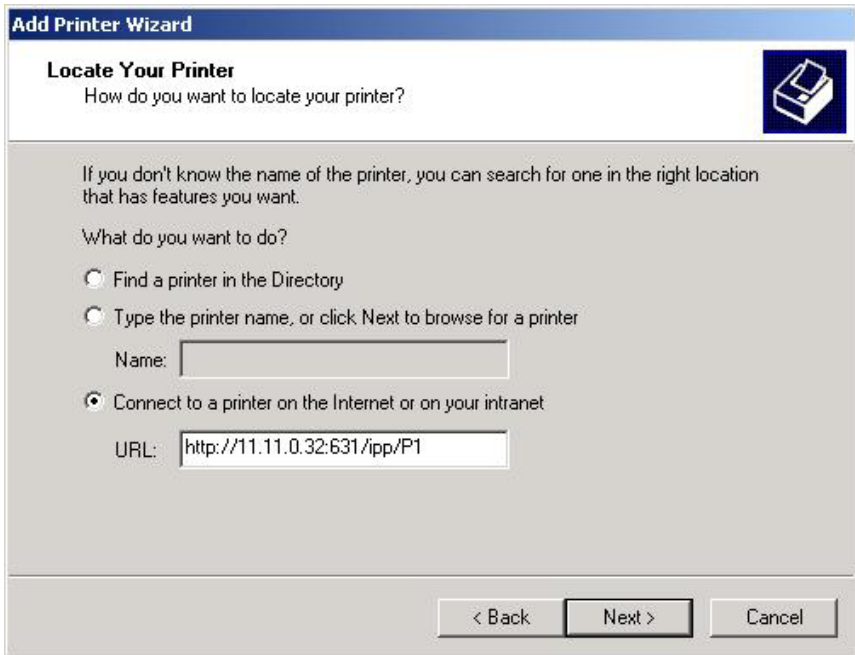 Add Printer Wizard
Locate Your Printer
How do you want to locate your printer?
If you don't know the name of the printer, you can search for one in the right location
that has features you want.
What do you want to do?
Find a printer in the Directory
Type the printer name, or click Next to browse for a printer
Name:
Connect to a printer on the Internet or on your intranet
URL: http://11.11.0.32:631/ipp/P1
< Back Next > Cancel